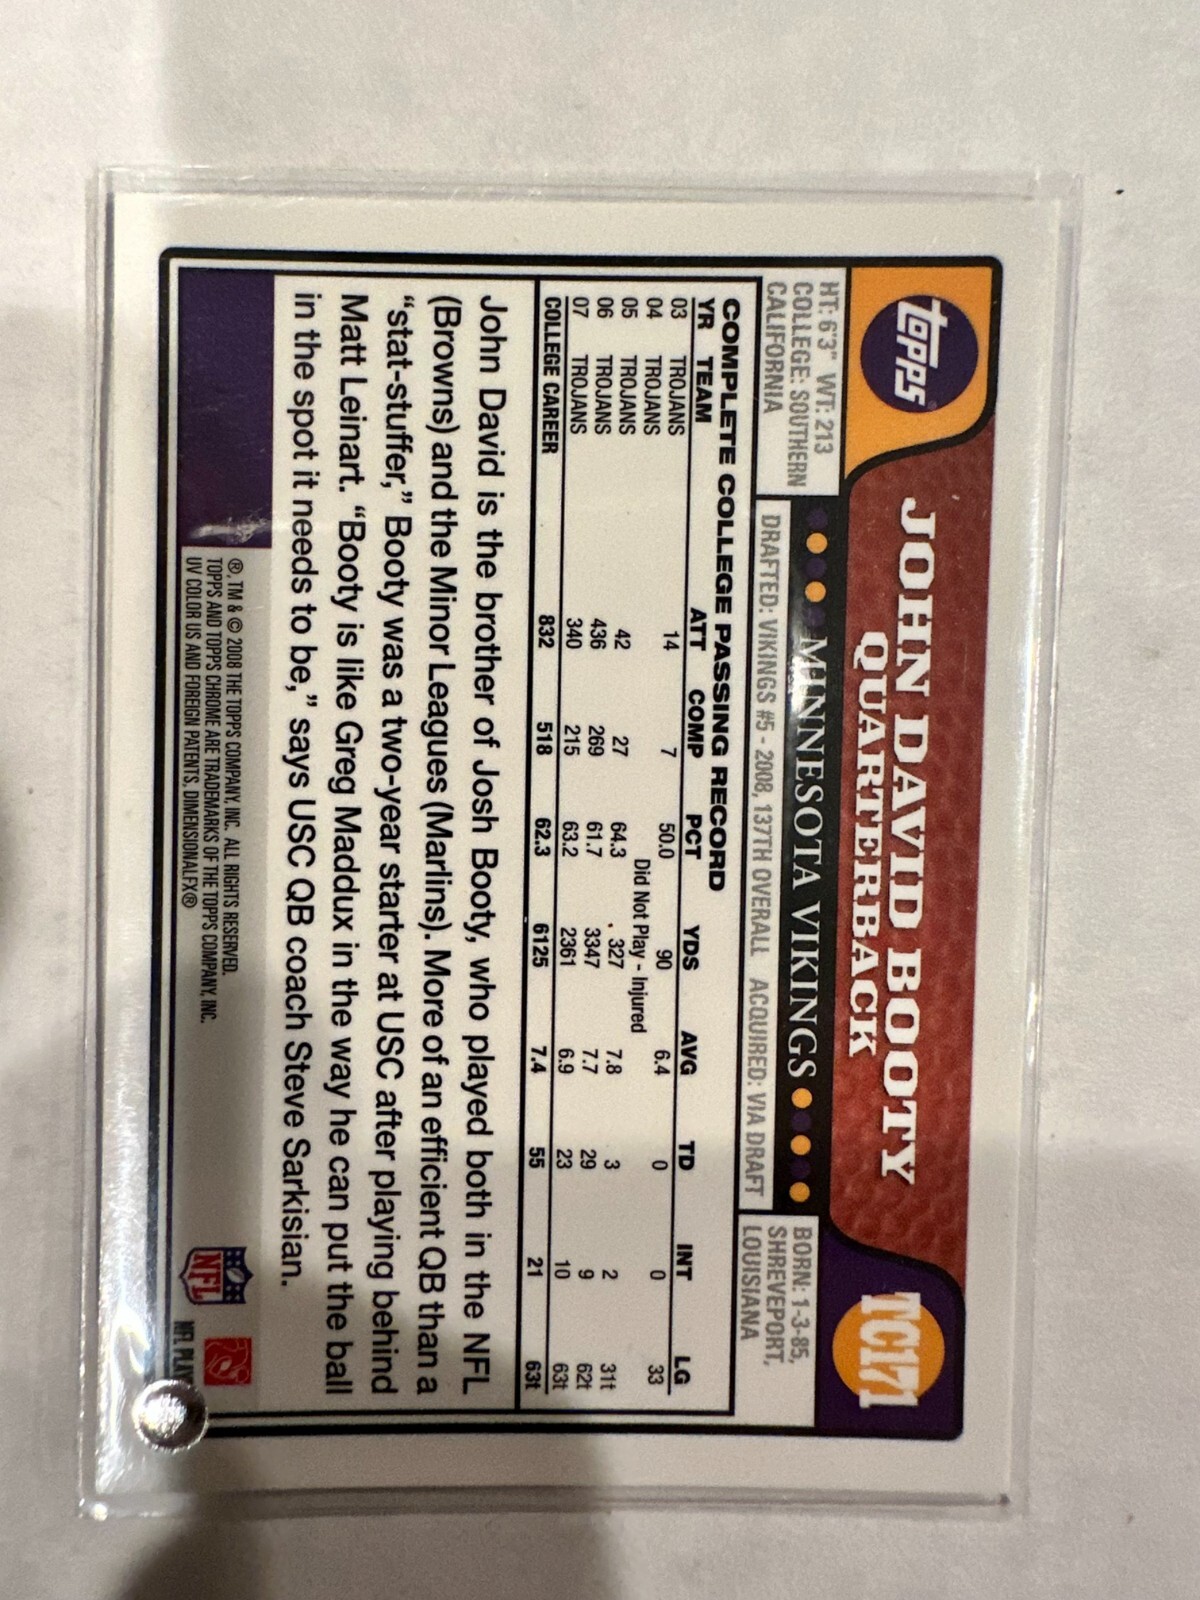 topps
JOHN DAVID BOOTY
QUARTERBACK
TC171
HT: 6'3" WT: 213
COLLEGE: SOUTHERN
CALIFORNIA
MINNESOTA VIKINGS
DRAFTED: VIKINGS #5 - 2008, 137TH OVERALL ACQUIRED: VIA DRAFT
BORN: 1-3-85,
SHREVEPORT,
LOUISIANA
COMPLETE COLLEGE PASSING RECORD
YR TEAM ATT COMP PCT YDS AVG TD INT LG
03 TROJANS 14 7 50.0 90 6.4 0 0 33
04 TROJANS Did Not Play - Injured
05 TROJANS 42 27 64.3 327 7.8 3 2 31t
06 TROJANS 436 269 61.7 3347 7.7 29 9 62t
07 TROJANS 340 215 63.2 2361 6.9 23 10 63t
COLLEGE CAREER 832 518 62.3 6125 7.4 55 21 63t
John David is the brother of Josh Booty, who played both in the NFL
(Browns) and the Minor Leagues (Marlins). More of an efficient QB than a
“stat-stuffer,” Booty was a two-year starter at USC after playing behind
Matt Leinart. “Booty is like Greg Maddux in the way he can put the ball
in the spot it needs to be,” says USC QB coach Steve Sarkisian.
®, TM & © 2008 THE TOPPS COMPANY, INC. ALL RIGHTS RESERVED.
TOPPS AND TOPPS CHROME ARE TRADEMARKS OF THE TOPPS COMPANY, INC.
UV COLOR US AND FOREIGN PATENTS, DIMENSIONALFX®
NFL
NFL PLAY